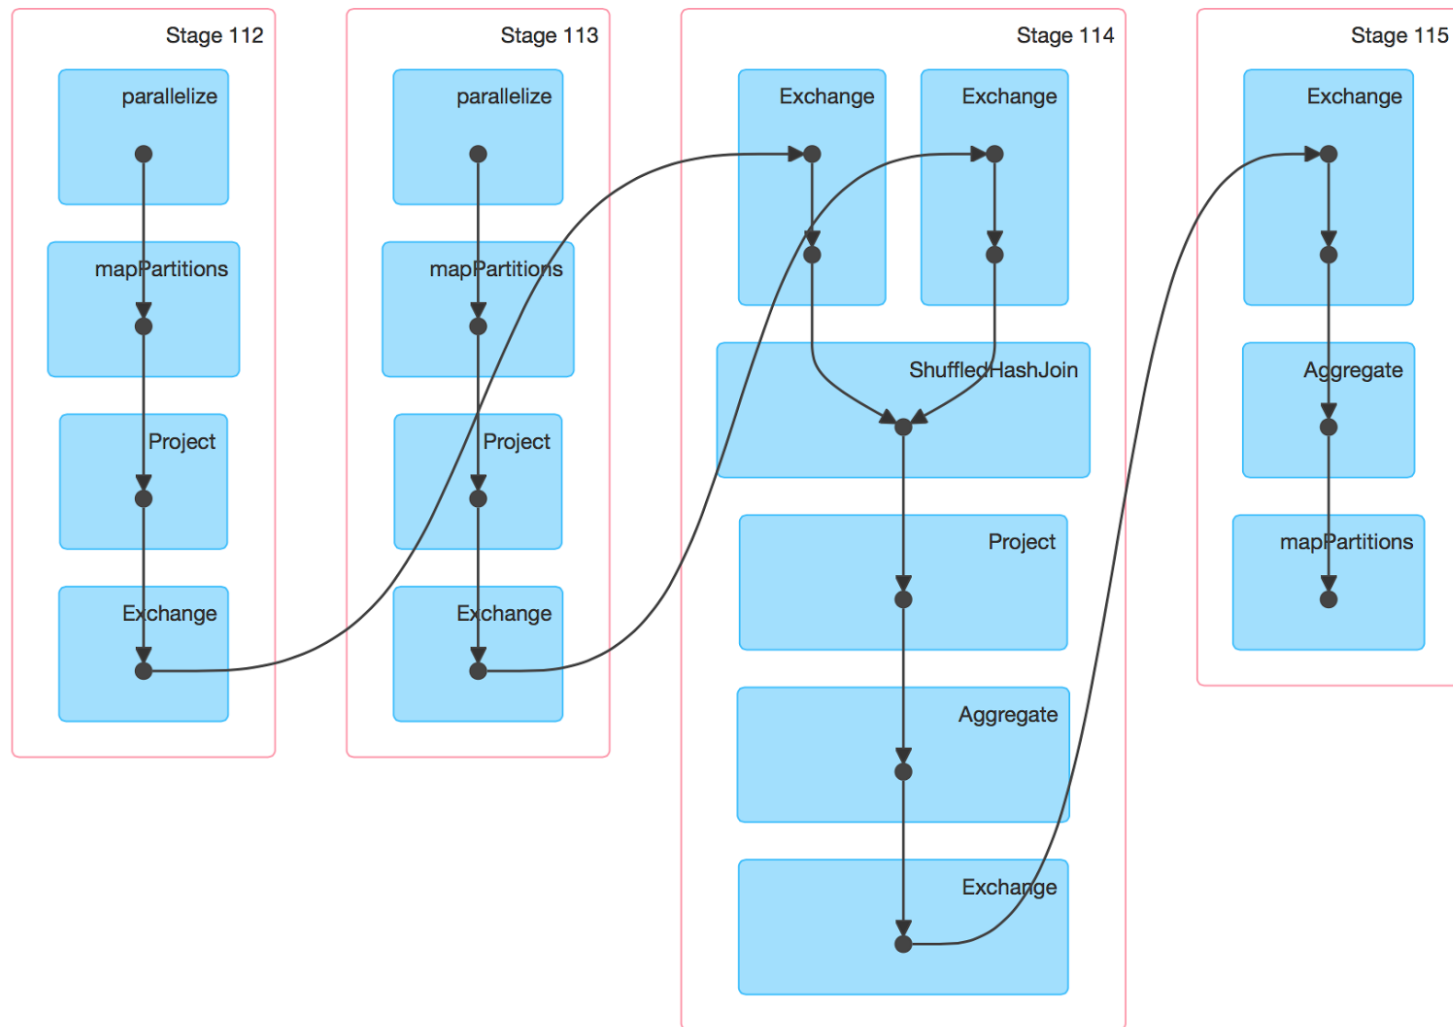 Stage 112
parallelize
mapPartitions
Project
Exchange
Stage 113
parallelize
mapPartitions
Project
Exchange
Stage 114
Exchange
Exchange
ShuffledHashJoin
Project
Aggregate
Exchange
Stage 115
Exchange
Aggregate
mapPartitions